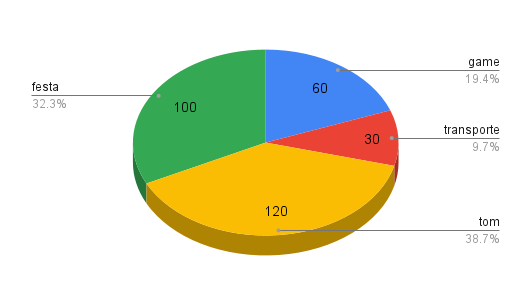 game
19.4%
60
festa
32.3%
100
transporte
9.7%
30
120
tom
38.7%